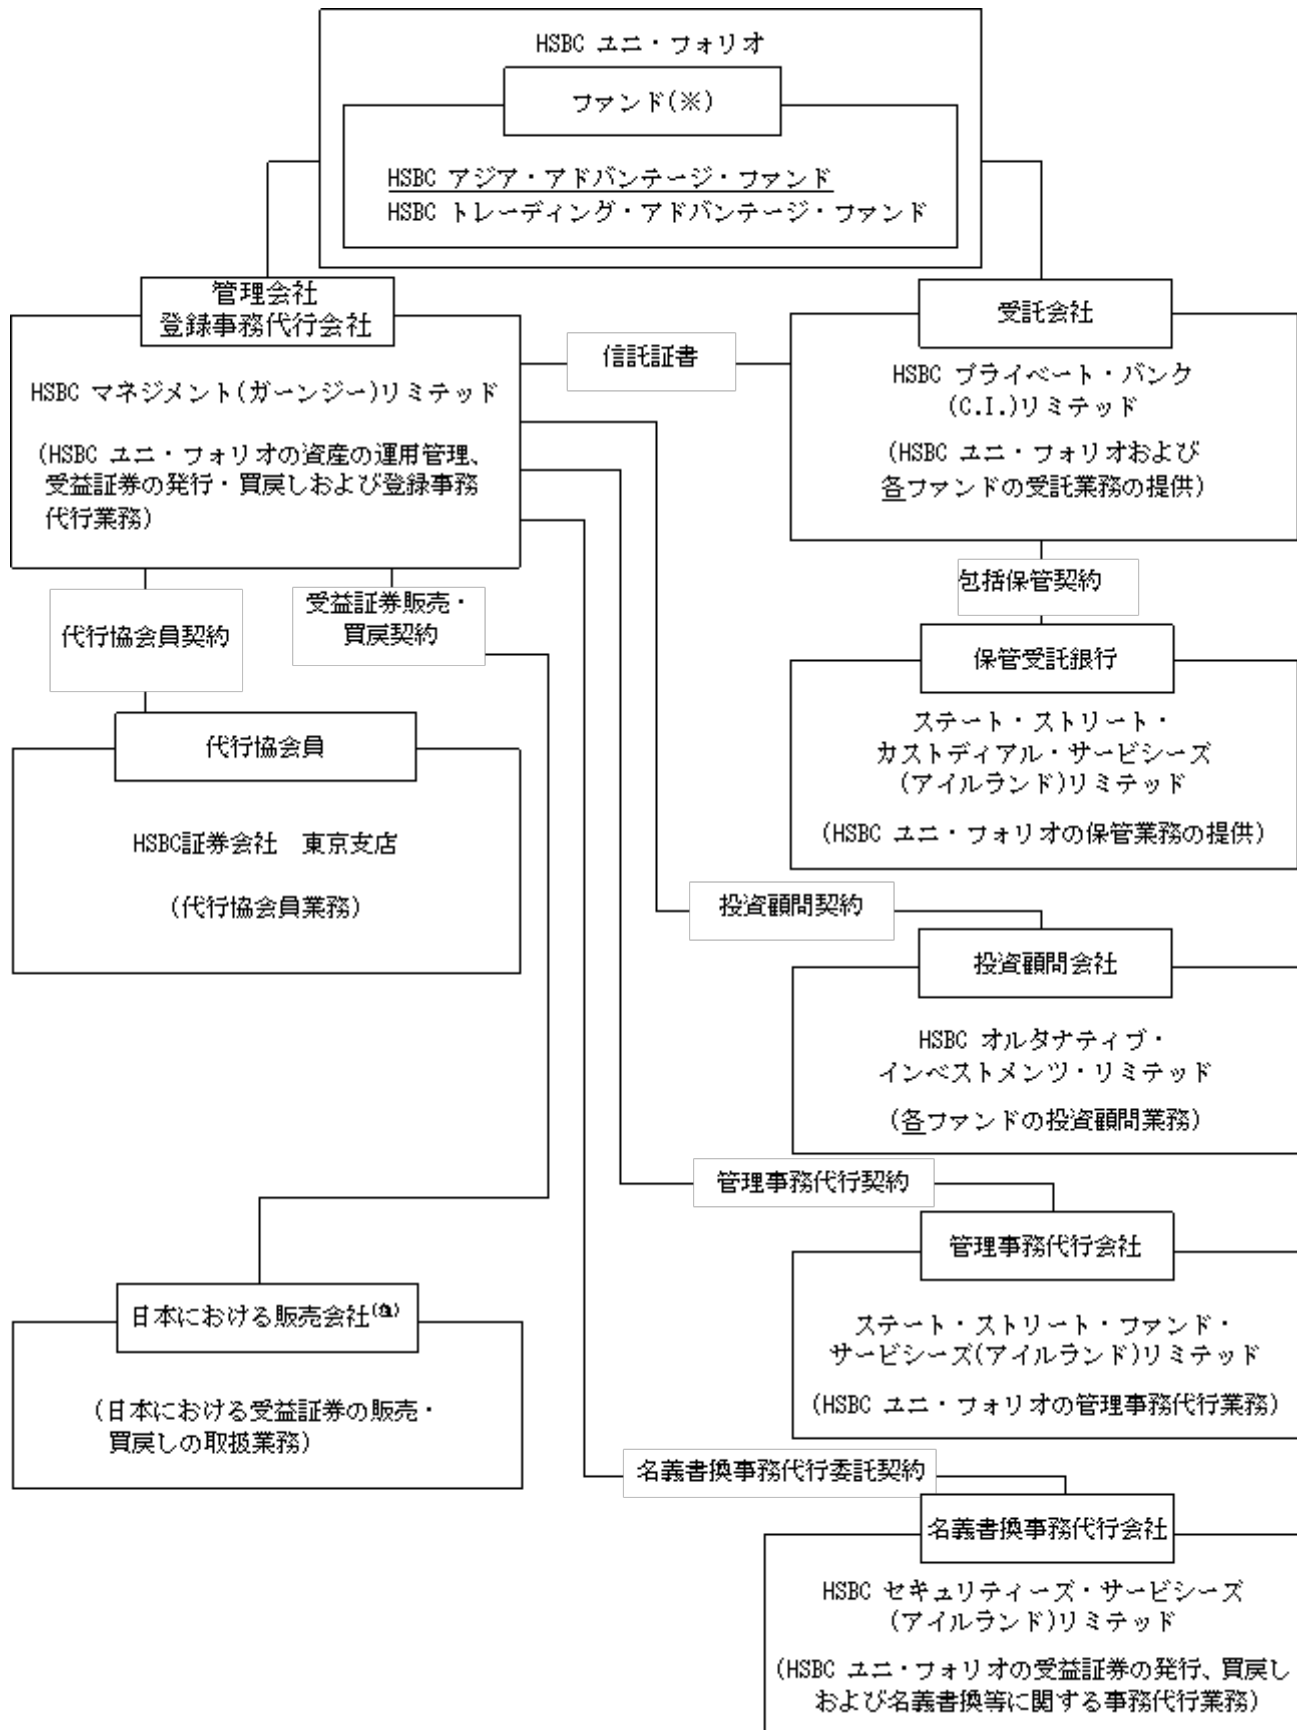 HSBC ユニ・フォリオ
ファンド(※)
HSBC アジア・アドバンテージ・ファンド
HSBC トレーディング・アドバンテージ・ファンド
管理会社
登録事務代行会社
HSBC マネジメント(ガーンジー)リミテッド
(HSBC ユニ・フォリオの資産の運用管理、
受益証券の発行・買戻しおよび登録事務
代行業務)
信託証書
受託会社
HSBC プライベート・バンク
(C.I.)リミテッド
(HSBC ユニ・フォリオおよび
各ファンドの受託業務の提供)
代行協会員契約
受益証券販売・
買戻契約
包括保管契約
保管受託銀行
ステート・ストリート・
カストディアル・サービシーズ
(アイルランド)リミテッド
(HSBC ユニ・フォリオの保管業務の提供)
代行協会員
HSBC証券会社 東京支店
(代行協会員業務)
投資顧問契約
投資顧問会社
HSBC オルタナティブ・
インベストメンツ・リミテッド
(各ファンドの投資顧問業務)
管理事務代行契約
管理事務代行会社
ステート・ストリート・ファンド・
サービシーズ(アイルランド)リミテッド
(HSBC ユニ・フォリオの管理事務代行業務)
日本における販売会社
(日本における受益証券の販売・
買戻しの取扱業務)
名義書換事務代行委託契約
名義書換事務代行会社
HSBC セキュリティーズ・サービシーズ
(アイルランド)リミテッド
(HSBC ユニ・フォリオの受益証券の発行、買戻し
および名義書換等に関する事務代行業務)